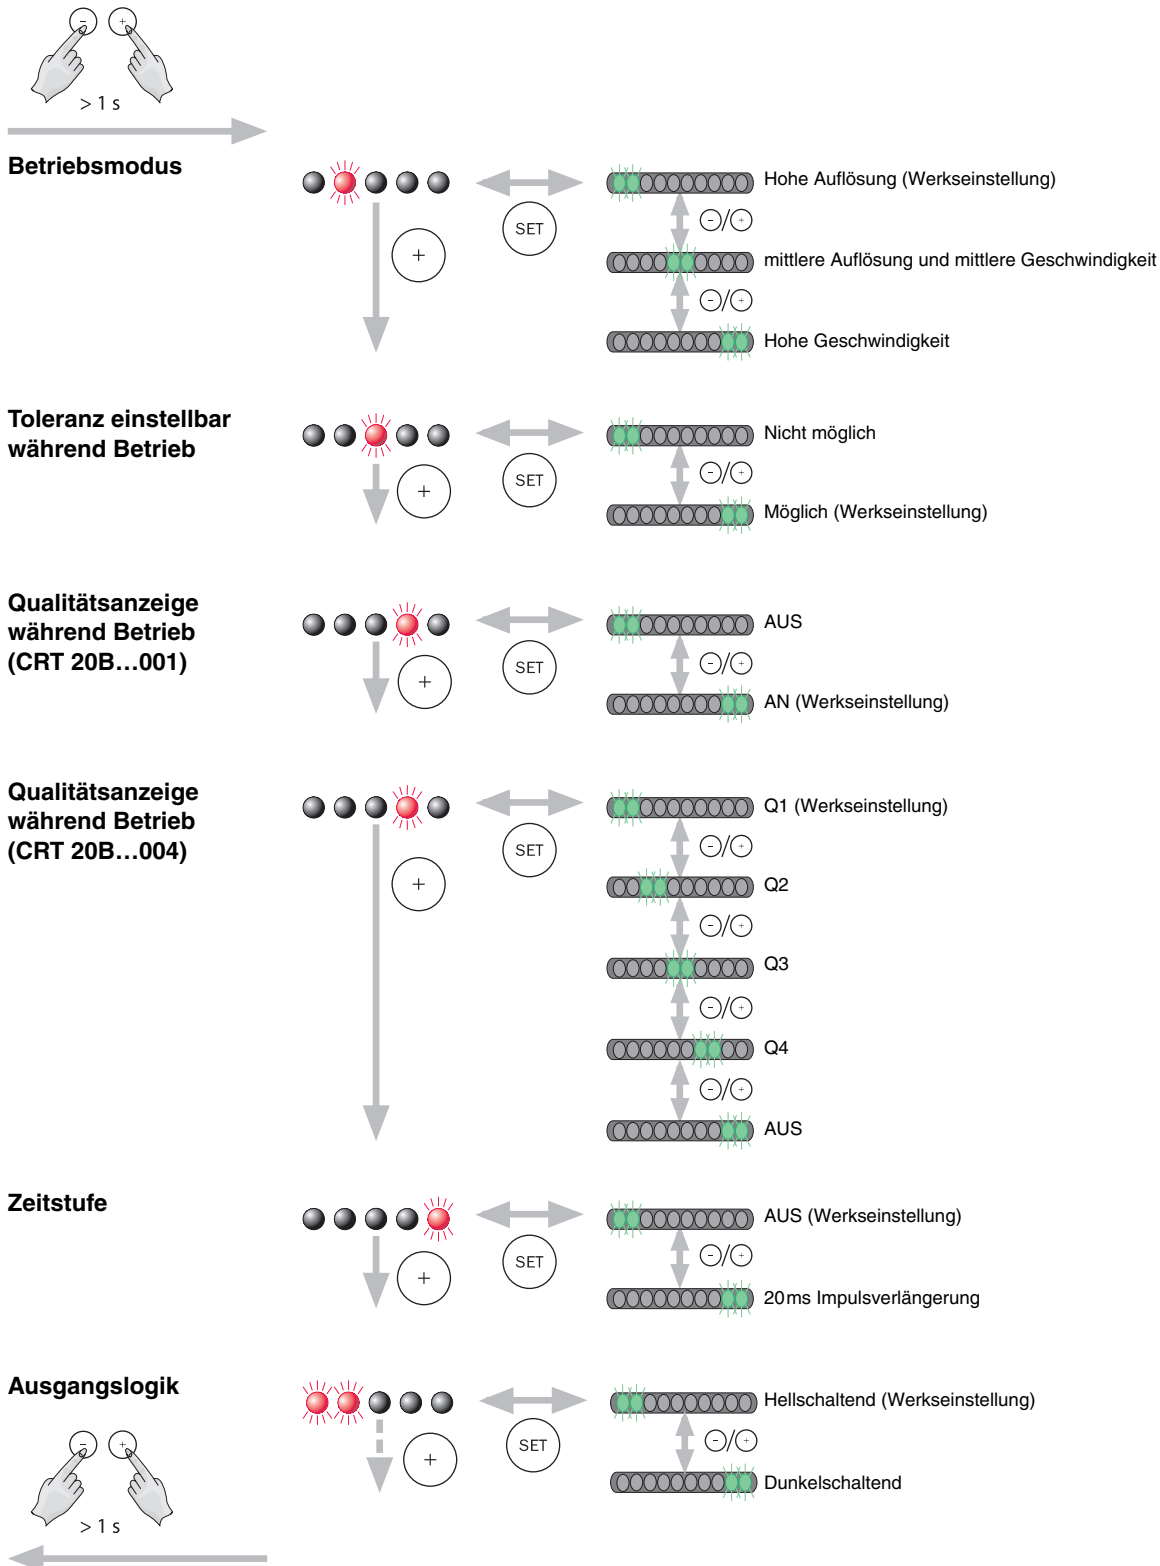 - +
> 1 s
Betriebsmodus
Hohe Auflösung (Werkseinstellung)
SET
-/+
+
mittlere Auflösung und mittlere Geschwindigkeit
-/+
Hohe Geschwindigkeit
Toleranz einstellbar
während Betrieb
Nicht möglich
+
SET
-/+
Möglich (Werkseinstellung)
Qualitätsanzeige
während Betrieb
(CRT 20B...001)
AUS
+
SET
-/+
AN (Werkseinstellung)
Qualitätsanzeige
während Betrieb
(CRT 20B...004)
Q1 (Werkseinstellung)
SET
-/+
+
Q2
-/+
Q3
-/+
Q4
-/+
AUS
Zeitstufe
AUS (Werkseinstellung)
+
SET
-/+
20 ms Impulsverlängerung
Ausgangslogik
Hellschaltend (Werkseinstellung)
- +
+
SET
-/+
Dunkelschaltend
> 1 s